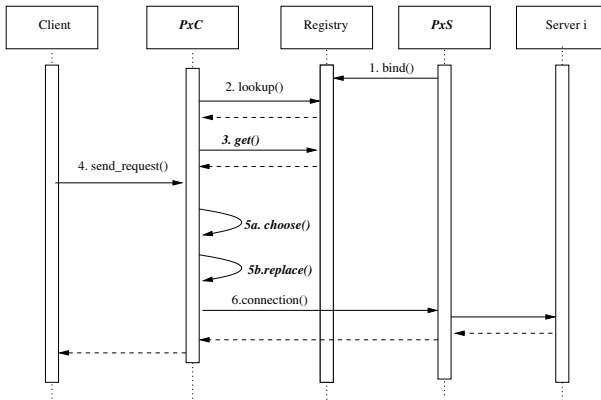 Client
PxC
Registry
PxS
Server i
1. bind()
2. lookup()
3. get()
4. send_request()
5a. choose()
5b.replace()
6.connection()